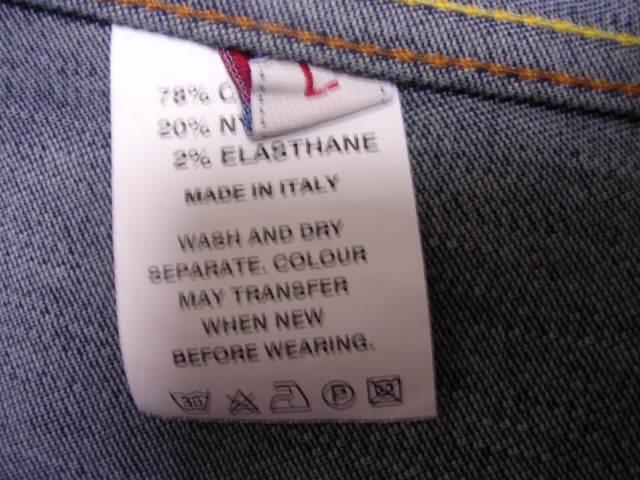 78% C
20% N
2% ELASTHANE
MADE IN ITALY
WASH AND DRY
SEPARATE. COLOUR
MAY TRANSFER
WHEN NEW
BEFORE WEARING.
30 P